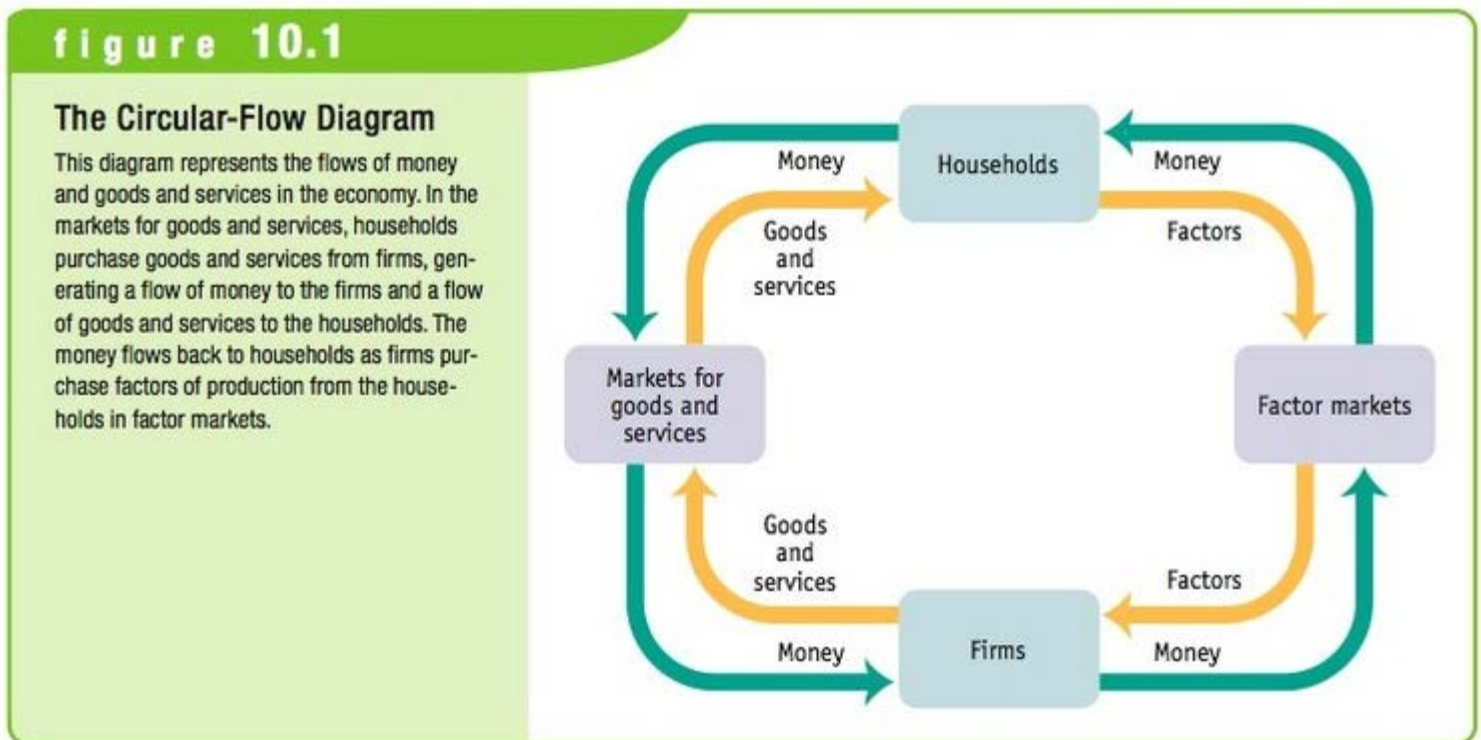 figure 10.1
The Circular-Flow Diagram
This diagram represents the flows of money
and goods and services in the economy. In the
markets for goods and services, households
purchase goods and services from firms, gen-
erating a flow of money to the firms and a flow
of goods and services to the households. The
money flows back to households as firms pur-
chase factors of production from the house-
holds in factor markets.
Money
Households
Money
Goods
and
services
Factors
Markets for
goods and
services
Factor markets
Goods
and
services
Factors
Money
Firms
Money